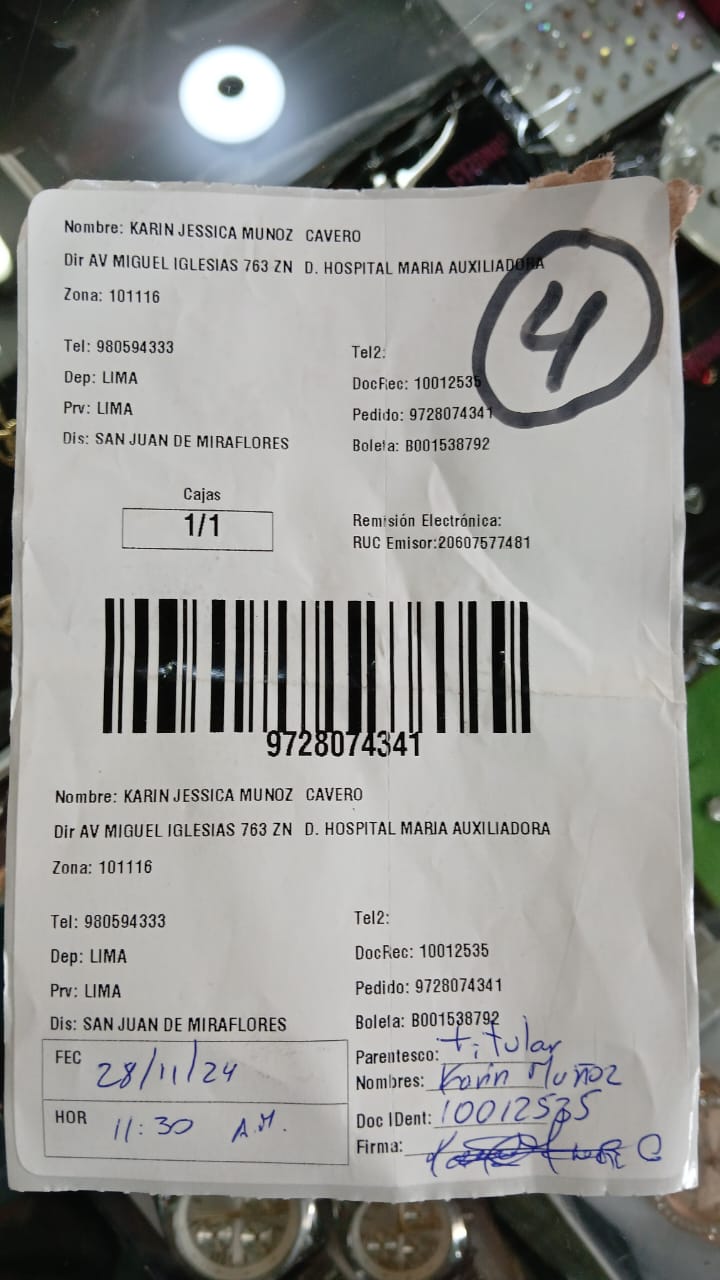 Nombre: KARIN JESSICA MUNOZ CAVERO
Dir AV MIGUEL IGLESIAS 763 ZN D. HOSPITAL MARIA AUXILIADORA
Zona: 101116
4
Tel: 980594333
Tel2:
Dep: LIMA
DocRec: 10012535
Prv: LIMA
Pedido: 9728074341
Dis: SAN JUAN DE MIRAFLORES
Boleta: B001538792
Cajas
1/1
Remisión Electrónica:
RUC Emisor:20607577481
9728074341
Nombre: KARIN JESSICA MUNOZ CAVERO
Dir AV MIGUEL IGLESIAS 763 ZN D. HOSPITAL MARIA AUXILIADORA
Zona: 101116
Tel: 980594333
Tel2:
Dep: LIMA
DocRec: 10012535
Prv: LIMA
Pedido: 9728074341
Dis: SAN JUAN DE MIRAFLORES
Boleta: B001538792
FEC 28/11/24
Parentesco: titular
Nombres: Karin Muñoz
HOR 11:30 A.M.
Doc IDent: 10012535
Firma: